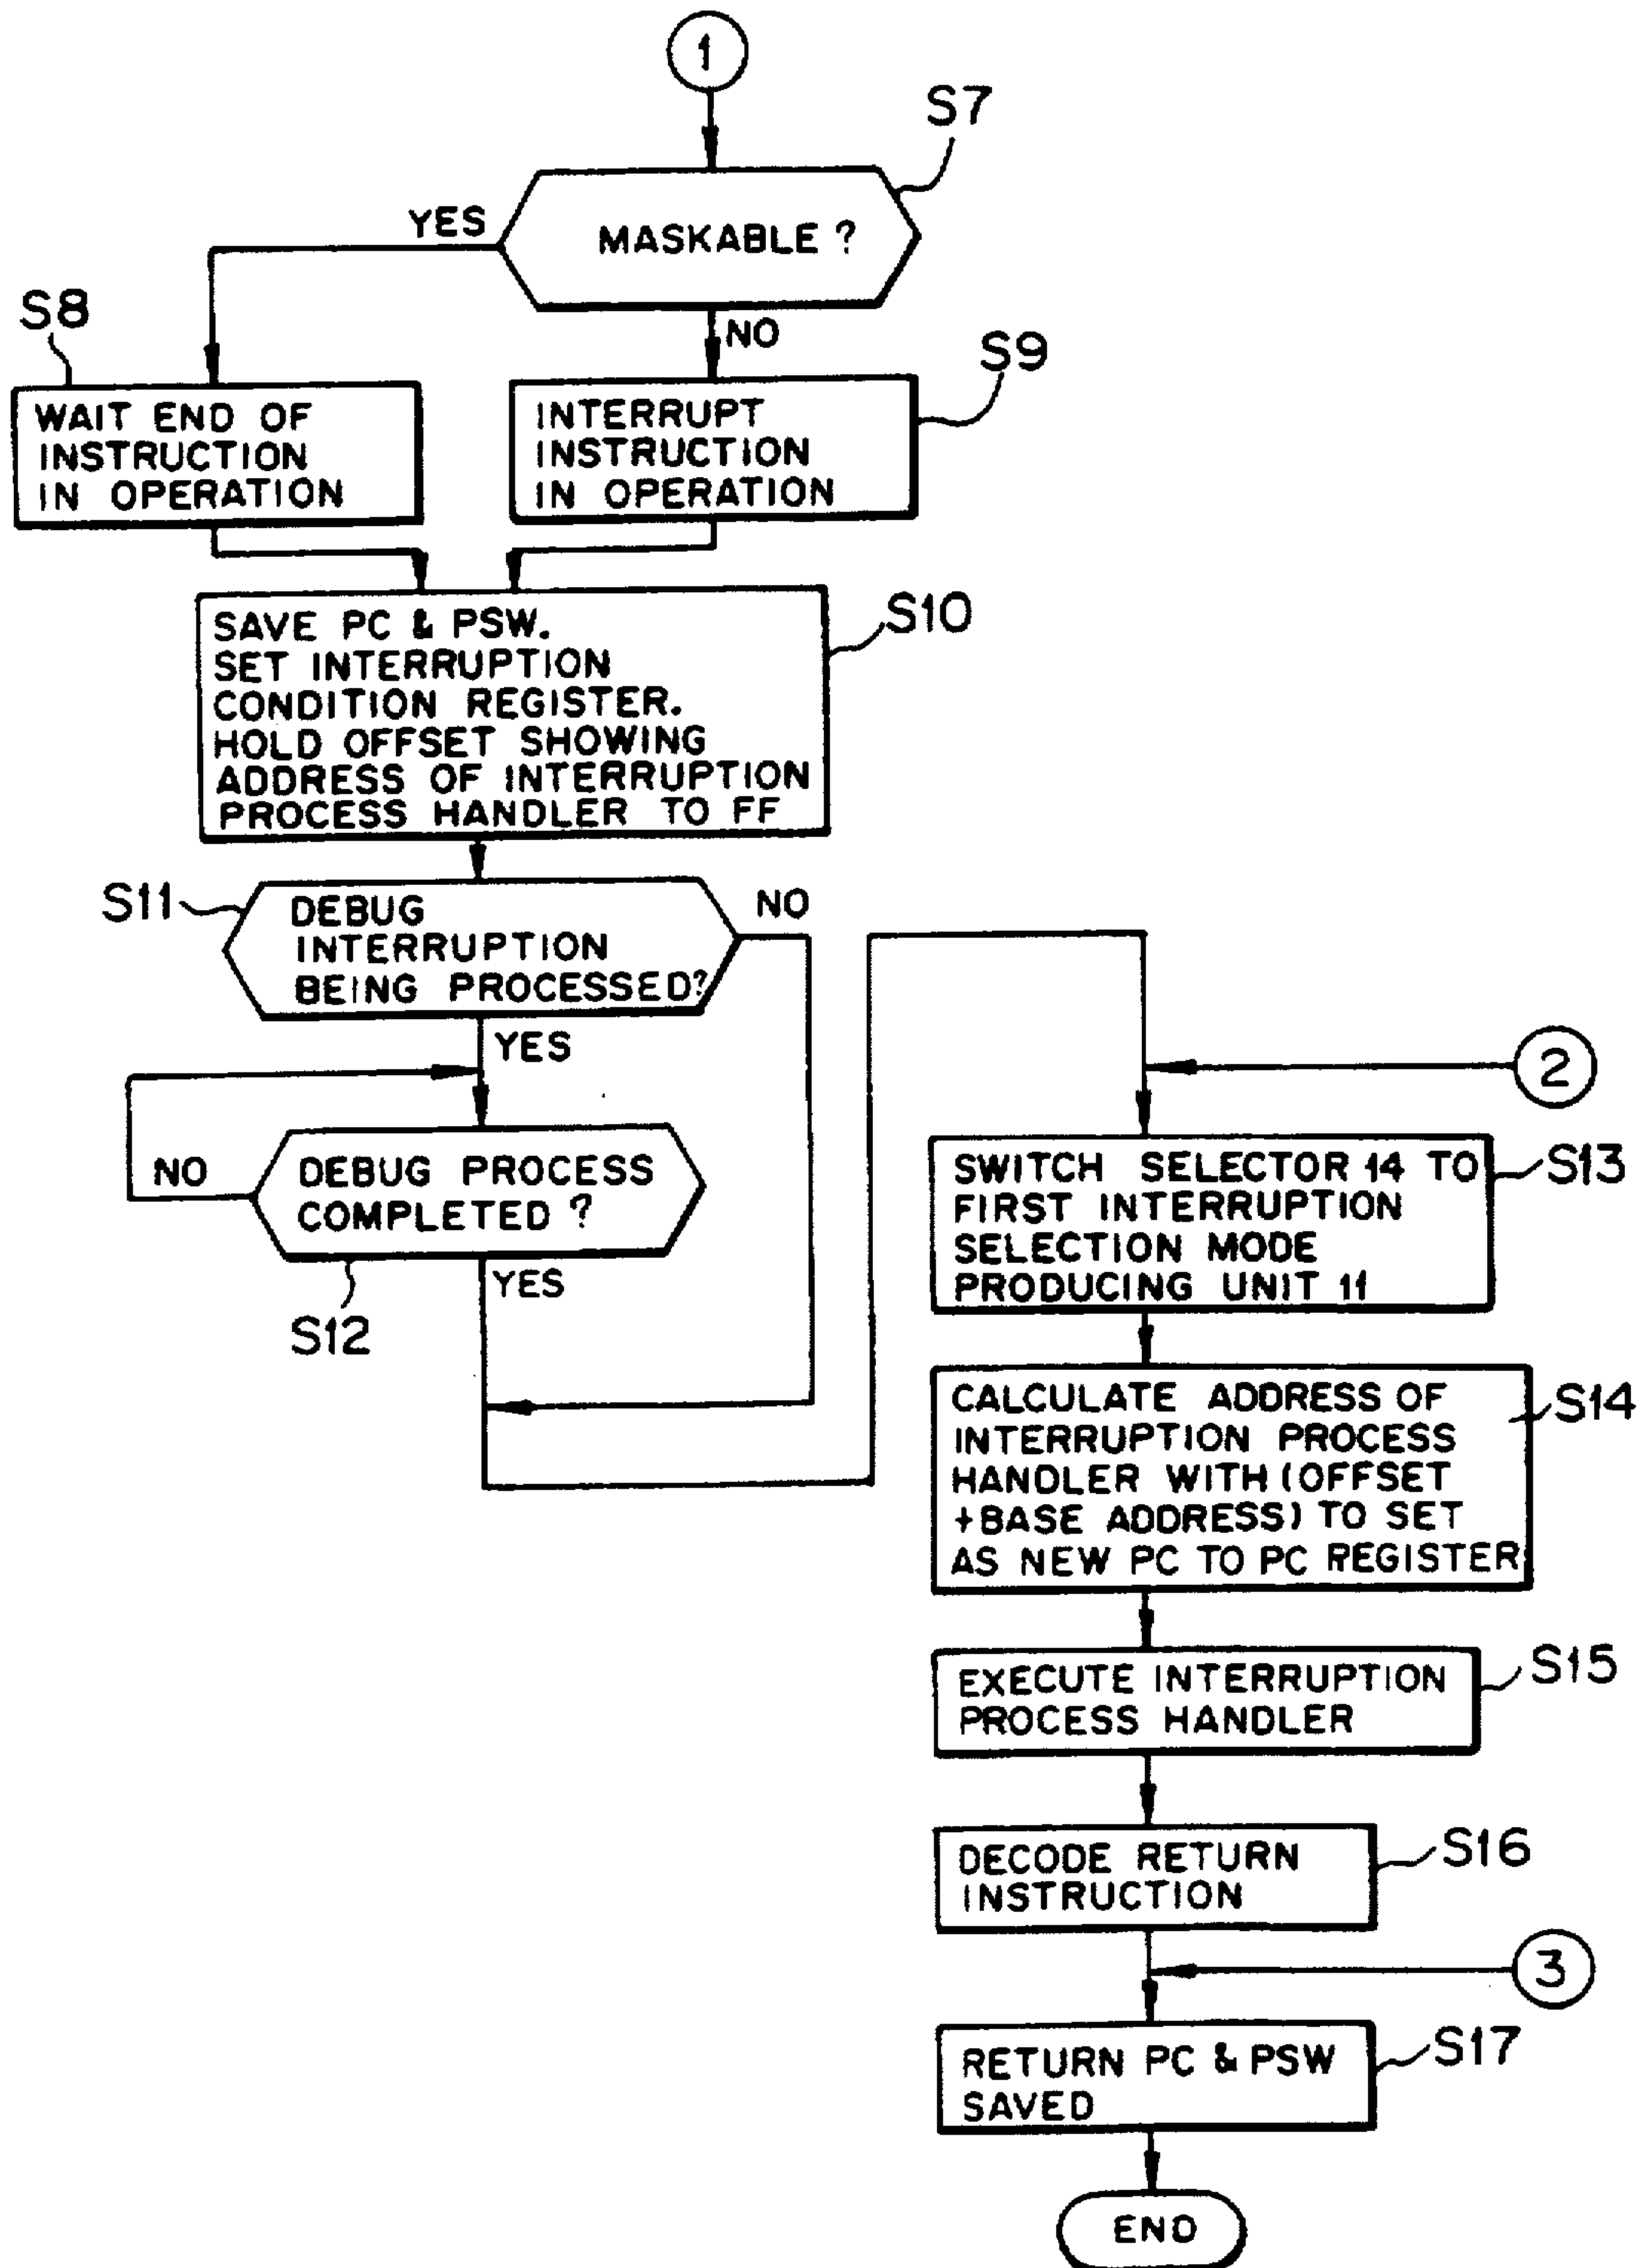 1
S7
MASKABLE ?
YES
NO
S8
WAIT END OF
INSTRUCTION
IN OPERATION
S9
INTERRUPT
INSTRUCTION
IN OPERATION
S10
SAVE PC & PSW.
SET INTERRUPTION
CONDITION REGISTER.
HOLD OFFSET SHOWING
ADDRESS OF INTERRUPTION
PROCESS HANDLER TO FF
S11
DEBUG
INTERRUPTION
BEING PROCESSED?
NO
YES
DEBUG PROCESS
COMPLETED ?
NO
YES
S12
2
SWITCH SELECTOR 14 TO
FIRST INTERRUPTION
SELECTION MODE
PRODUCING UNIT 11
S13
CALCULATE ADDRESS OF
INTERRUPTION PROCESS
HANDLER WITH (OFFSET
+BASE ADDRESS) TO SET
AS NEW PC TO PC REGISTER
S14
EXECUTE INTERRUPTION
PROCESS HANDLER
S15
DECODE RETURN
INSTRUCTION
S16
3
RETURN PC & PSW
SAVED
S17
END